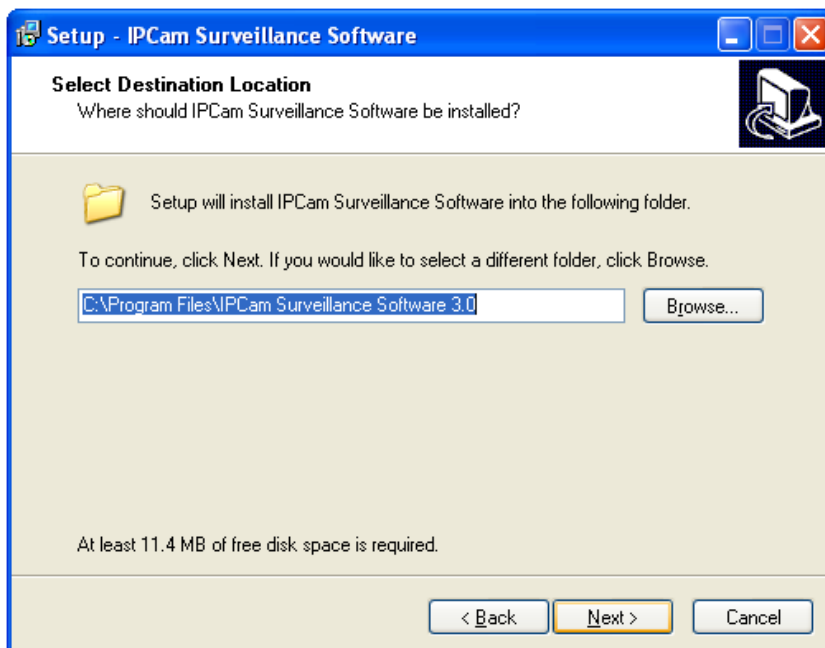 Setup - IPCam Surveillance Software
Select Destination Location
Where should IPCam Surveillance Software be installed?
Setup will install IPCam Surveillance Software into the following folder.
To continue, click Next. If you would like to select a different folder, click Browse.
C:\Program Files\IPCam Surveillance Software 3.0
Browse...
At least 11.4 MB of free disk space is required.
< Back
Next >
Cancel